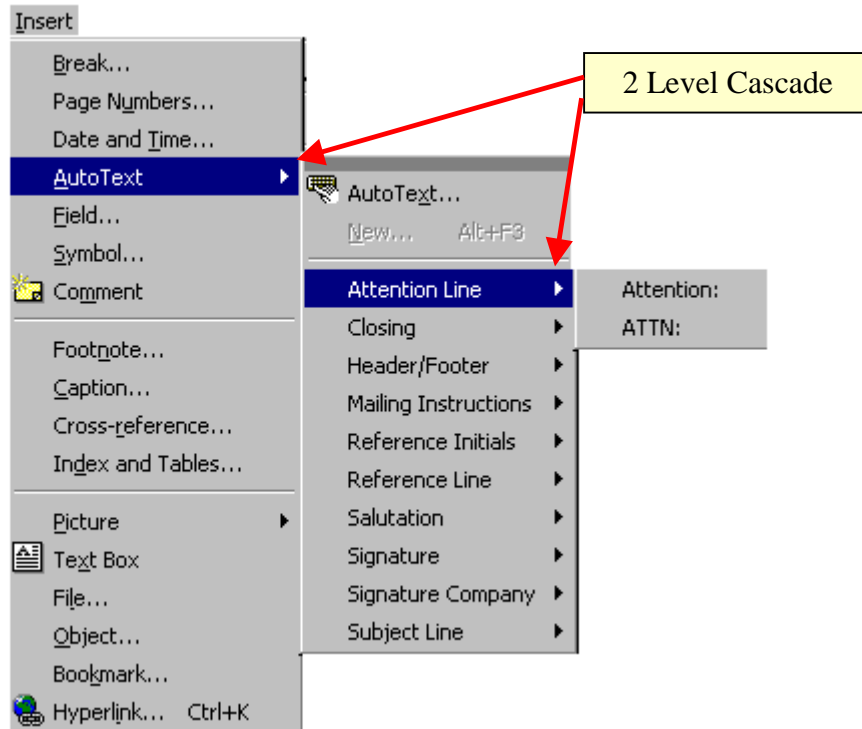 Insert
Break...
Page Numbers...
Date and Time...
AutoText
Field...
Symbol...
Comment
Footnote...
Caption...
Cross-reference...
Index and Tables...
Picture
Text Box
File...
Object...
Bookmark...
Hyperlink... Ctrl+K
2 Level Cascade
AutoText...
New... Alt+F3
Attention Line
Closing
Header/Footer
Mailing Instructions
Reference Initials
Reference Line
Salutation
Signature
Signature Company
Subject Line
Attention:
ATTN: